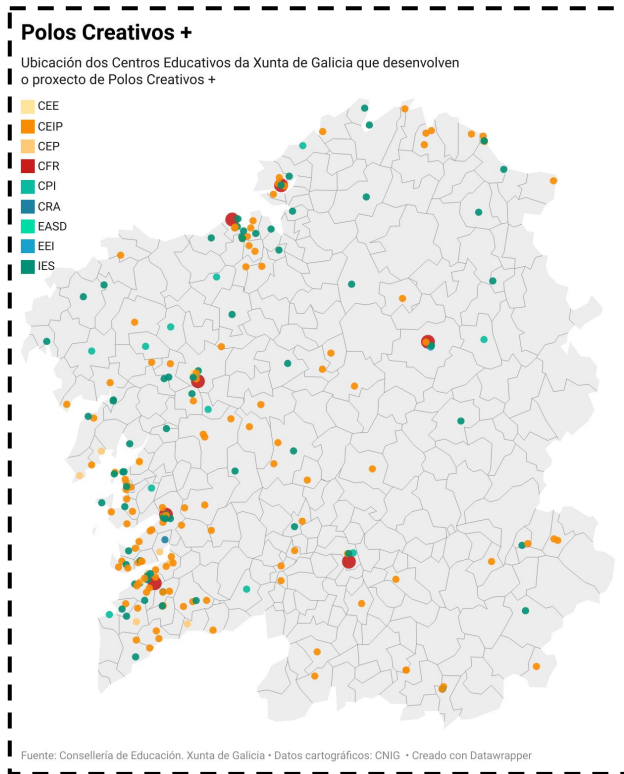 Polos Creativos +
Ubicación dos Centros Educativos da Xunta de Galicia que desenvolven
o proxecto de Polos Creativos +
CEE
CEIP
CEP
CFR
CPI
CRA
EASD
EEI
IES
Fuente: Consellería de Educación. Xunta de Galicia • Datos cartográficos: CNIG • Creado con Datawrapper